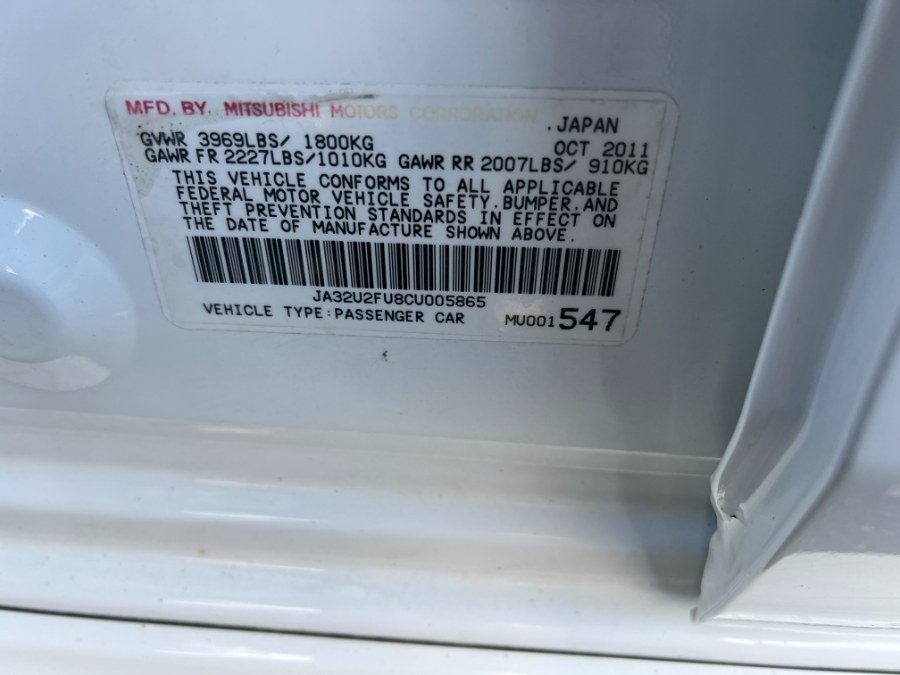 MFD. BY. MITSUBISHI MOTORS CORPORATION
.JAPAN
GVWR 3969LBS/ 1800KG OCT 2011
GAWR FR 2227LBS/1010KG GAWR RR 2007LBS/ 910KG
THIS VEHICLE CONFORMS TO ALL APPLICABLE
FEDERAL MOTOR VEHICLE SAFETY.BUMPER.AND
THEFT PREVENTION STANDARDS IN EFFECT ON
THE DATE OF MANUFACTURE SHOWN ABOVE.
JA32U2FU8CU005865
VEHICLE TYPE:PASSENGER CAR MU001547